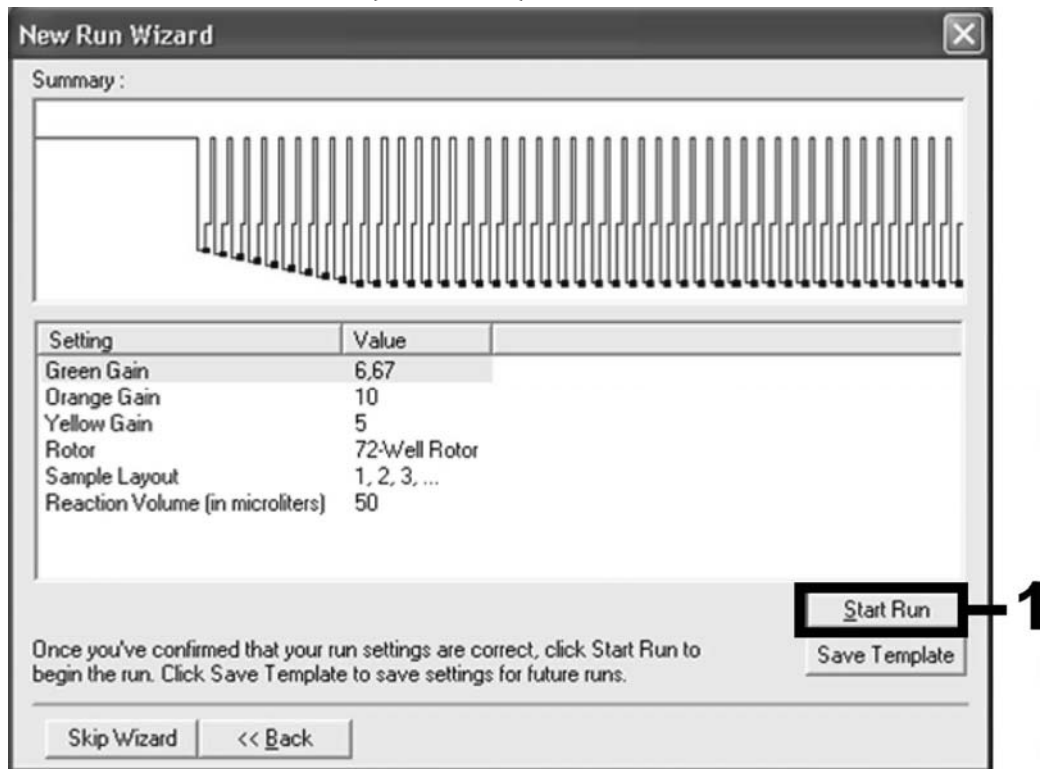 New Run Wizard
Summary :
Setting Value
Green Gain 6,67
Orange Gain 10
Yellow Gain 5
Rotor 72-Well Rotor
Sample Layout 1, 2, 3, ...
Reaction Volume (in microliters) 50
Start Run
1
Once you've confirmed that your run settings are correct, click Start Run to
begin the run. Click Save Template to save settings for future runs.
Save Template
Skip Wizard << Back